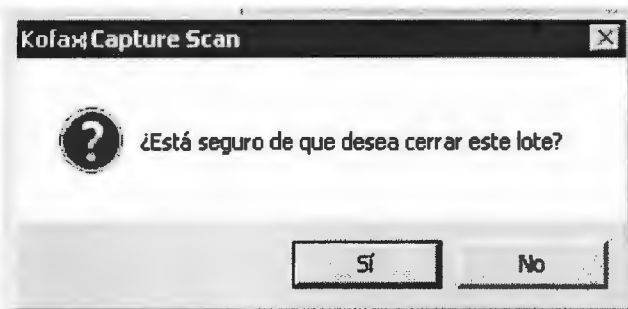 Kofax Capture Scan
¿Está seguro de que desea cerrar este lote?
Sí
No